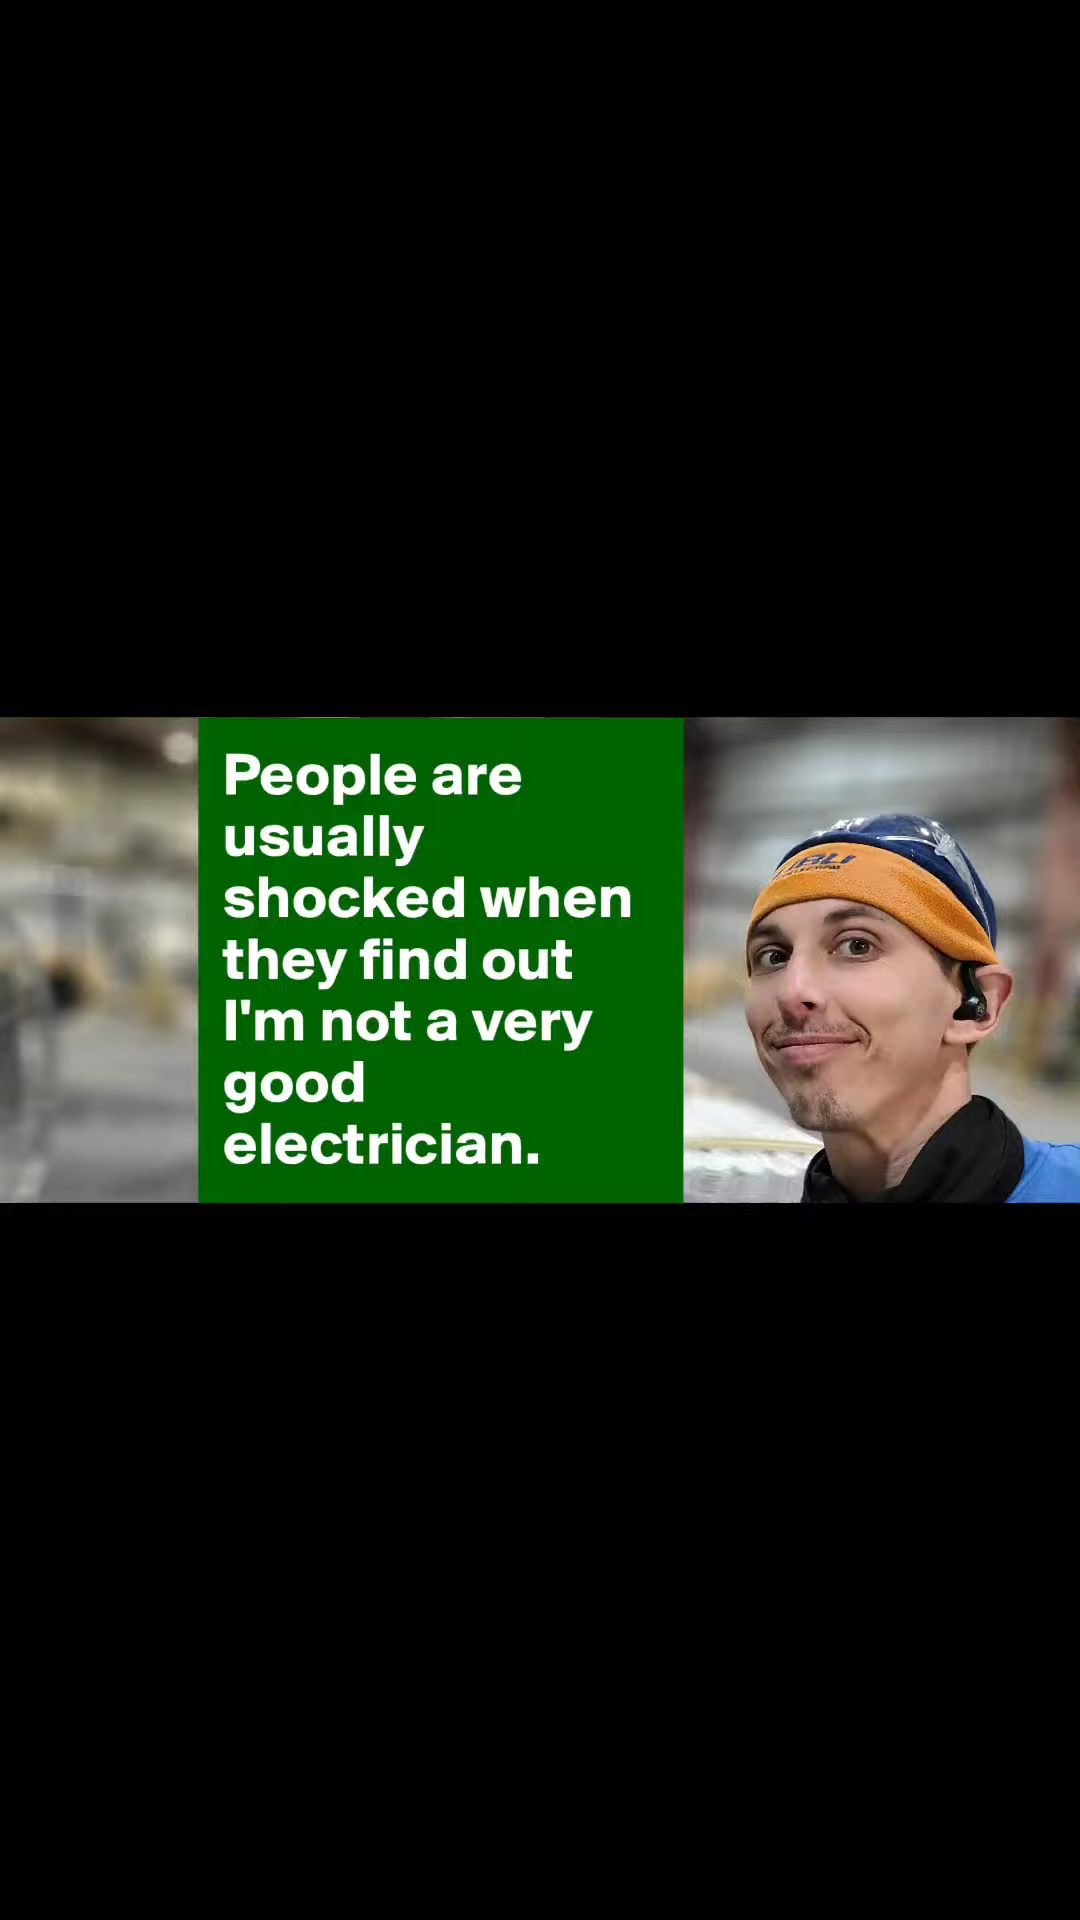 People are
usually
shocked when
they find out
I'm not a very
good
electrician.